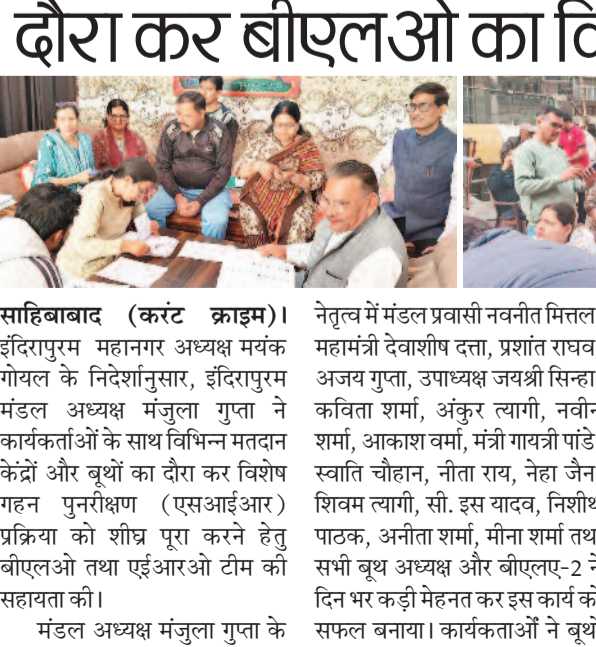 दौरा कर बीएलओ का वि
साहिबाबाद (करंट क्राइम)।
इंदिरापुरम महानगर अध्यक्ष मयंक
गोयल के निदेर्शानुसार, इंदिरापुरम
मंडल अध्यक्ष मंजुला गुप्ता ने
कार्यकर्ताओं के साथ विभिन्न मतदान
केंद्रों और बूथों का दौरा कर विशेष
गहन पुनरीक्षण (एसआईआर)
प्रक्रिया को शीघ्र पूरा करने हेतु
बीएलओ तथा एईआरओ टीम की
सहायता की।
मंडल अध्यक्ष मंजुला गुप्ता के
नेतृत्व में मंडल प्रवासी नवनीत मित्तल
महामंत्री देवाशीष दत्ता, प्रशांत राघव
अजय गुप्ता, उपाध्यक्ष जयश्री सिन्हा
कविता शर्मा, अंकुर त्यागी, नवीन
शर्मा, आकाश वर्मा, मंत्री गायत्री पांडे
स्वाति चौहान, नीता राय, नेहा जैन
शिवम त्यागी, सी. इस यादव, निशीथ
पाठक, अनीता शर्मा, मीना शर्मा तथ
सभी बूथ अध्यक्ष और बीएलए-2 ने
दिन भर कड़ी मेहनत कर इस कार्य को
सफल बनाया। कार्यकताओं ने बूथों